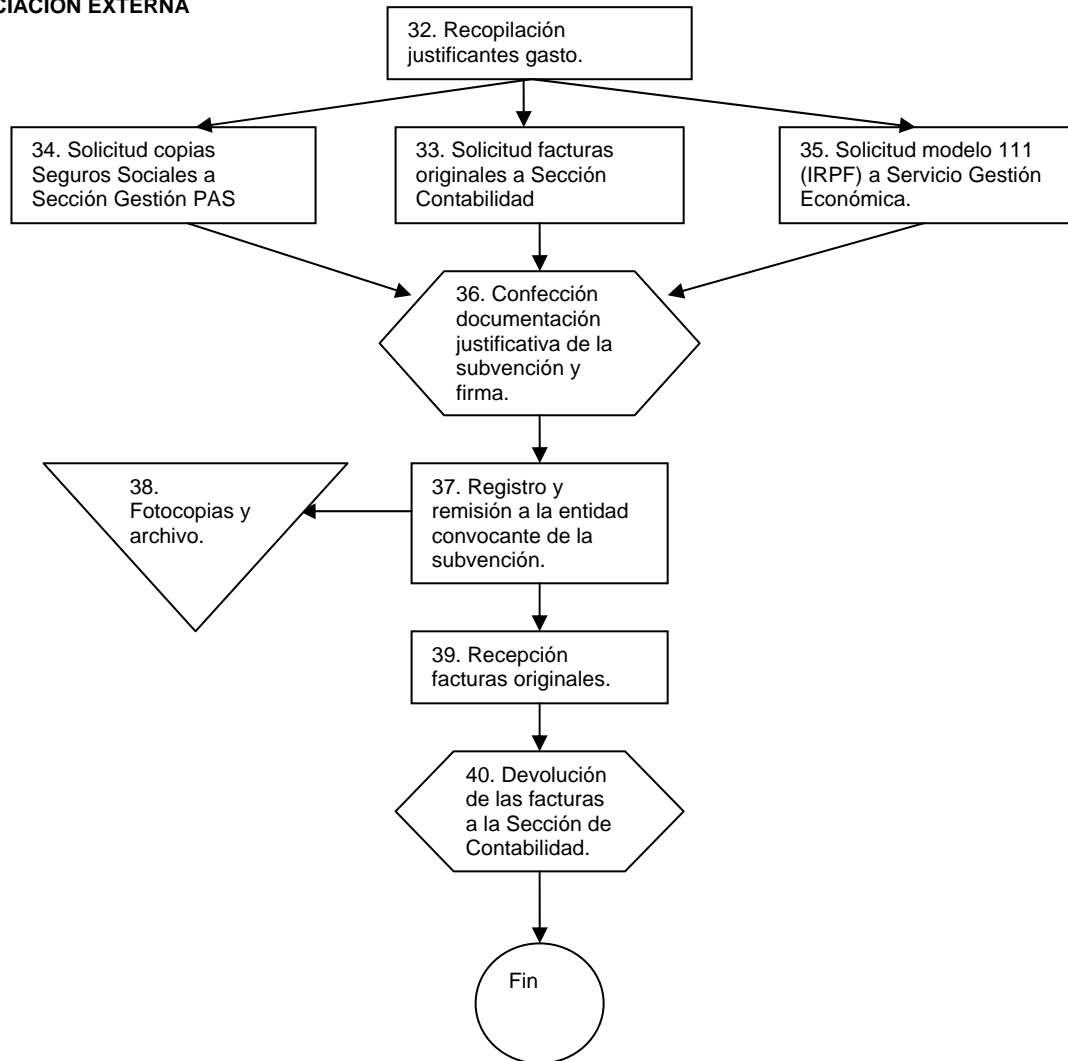 CIACIÓN EXTERNA
32. Recopilación
justificantes gasto.
34. Solicitud copias
Seguros Sociales a
Sección Gestión PAS
33. Solicitud facturas
originales a Sección
Contabilidad
35. Solicitud modelo 111
(IRPF) a Servicio Gestión
Económica.
36. Confección
documentación
justificativa de la
subvención y
firma.
38.
Fotocopias y
archivo.
37. Registro y
remisión a la entidad
convocante de la
subvención.
39. Recepción
facturas originales.
40. Devolución
de las facturas
a la Sección de
Contabilidad.
Fin